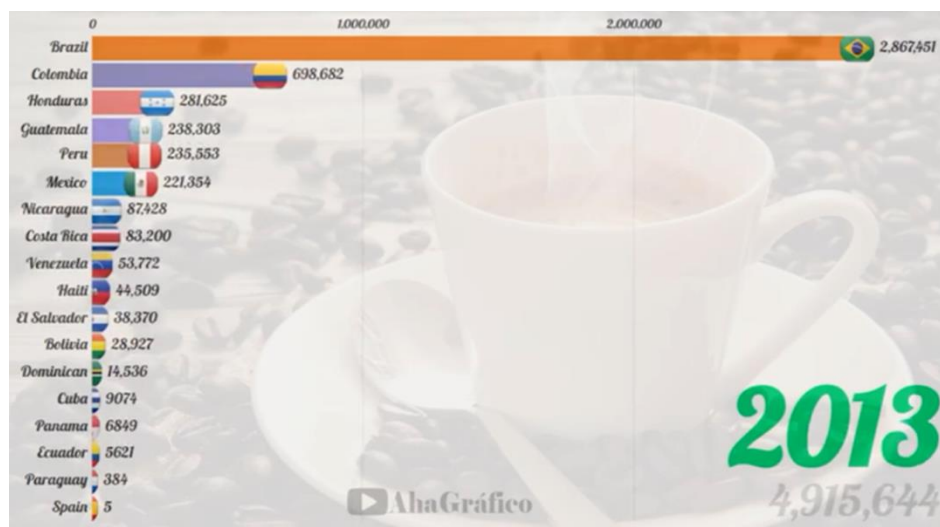 0 1,000,000 2,000,000
Brazil 2,867,451
Colombia 698,682
Honduras 281,625
Guatemala 238,303
Peru 235,553
Mexico 221,354
Nicaragua 87,428
Costa Rica 83,200
Venezuela 53,772
Haiti 44,509
El Salvador 38,370
Bolivia 28,927
Dominican 14,536
Cuba 9074
Panama 6849
Ecuador 5621
Paraguay 384
Spain 5
2013
4,915,644
AhaGráfico